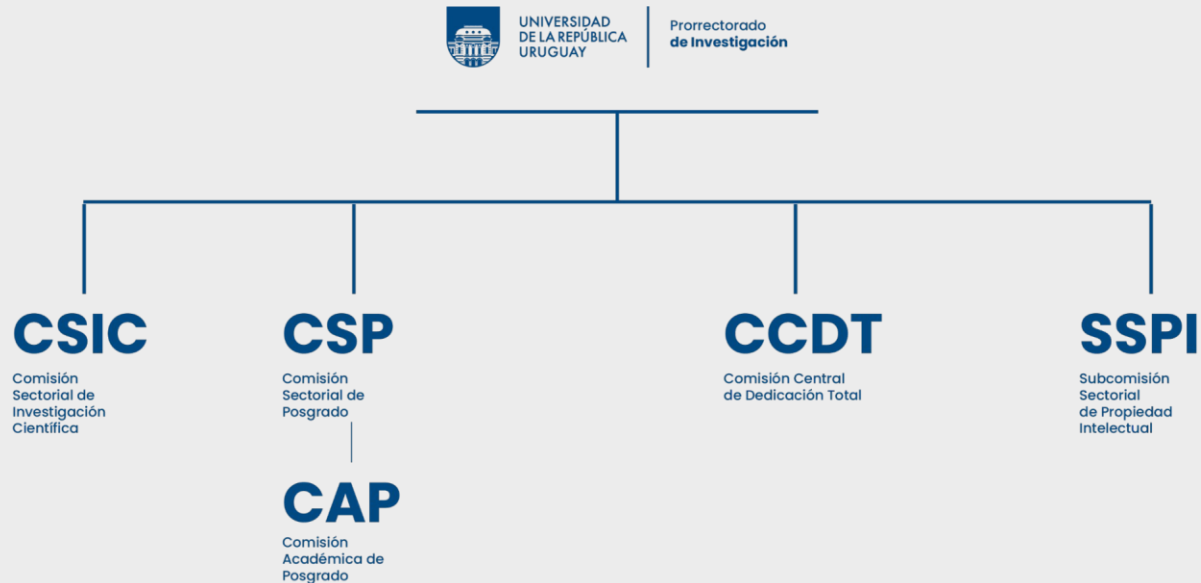 UNIVERSIDAD
DE LA REPÚBLICA
URUGUAY
Prorrectorado
de Investigación
CSIC
Comisión
Sectorial de
Investigación
Científica
CSP
Comisión
Sectorial de
Posgrado
CAP
Comisión
Académica de
Posgrado
CCDT
Comisión Central
de Dedicación Total
SSPI
Subcomisión
Sectorial
de Propiedad
Intelectual